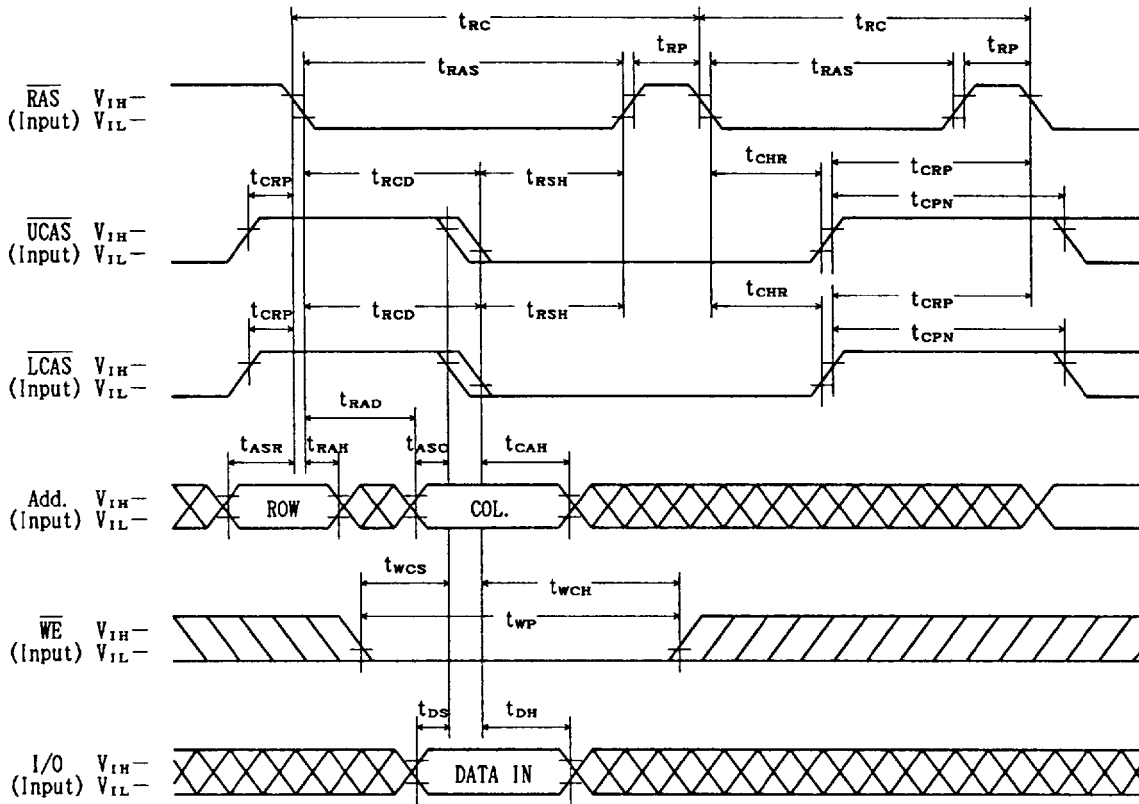 tRC tRC
tRP tRP
tRAS tRAS
RAS VIH
(Input) VIL
tCHR tCRP
tCRP tRCD tRSH
tCPN
UCAS VIH
(Input) VIL
tCHR tCRP
tCRP tRCD tRSH
tCPN
LCAS VIH
(Input) VIL
tRAD
tASR tRAH tASC tCAH
Add. VIH
ROW COL.
(Input) VIL
tWCS tWCH
tWP
WE VIH
(Input) VIL
tDS tDH
I/O VIH
DATA IN
(Input) VIL